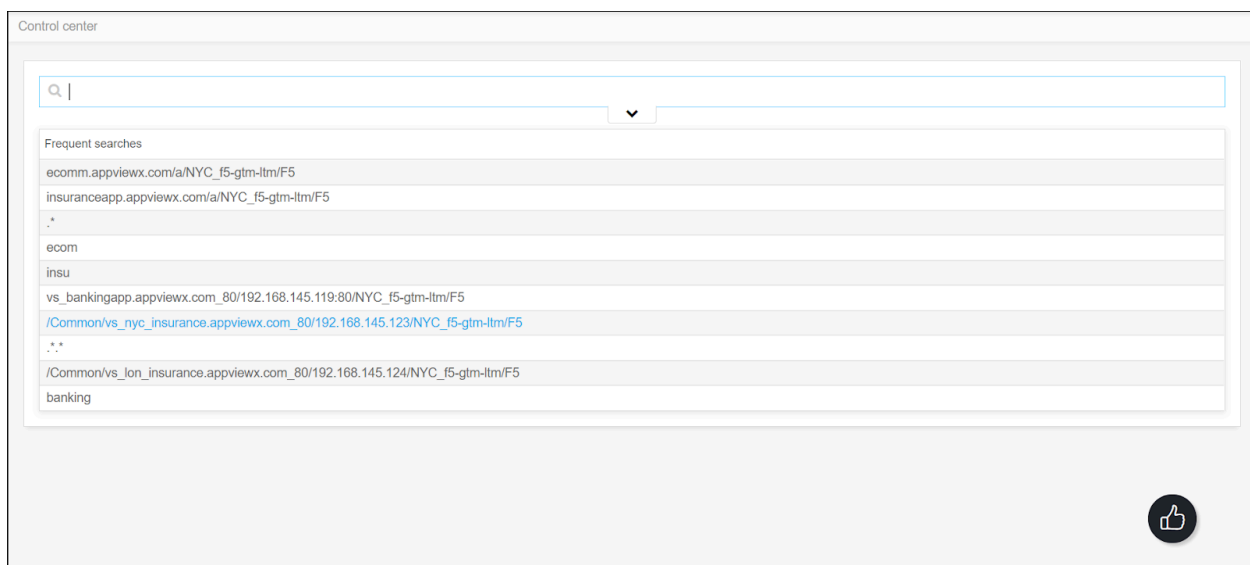 Control center
Frequent searches
ecomm.appviewx.com/a/NYC_f5-gtm-ltm/F5
insuranceapp.appviewx.com/a/NYC_f5-gtm-ltm/F5
.*
ecom
insu
vs_bankingapp.appviewx.com_80/192.168.145.119:80/NYC_f5-gtm-ltm/F5
/Common/vs_nyc_insurance.appviewx.com_80/192.168.145.123/NYC_f5-gtm-ltm/F5
.*.*
/Common/vs_lon_insurance.appviewx.com_80/192.168.145.124/NYC_f5-gtm-ltm/F5
banking